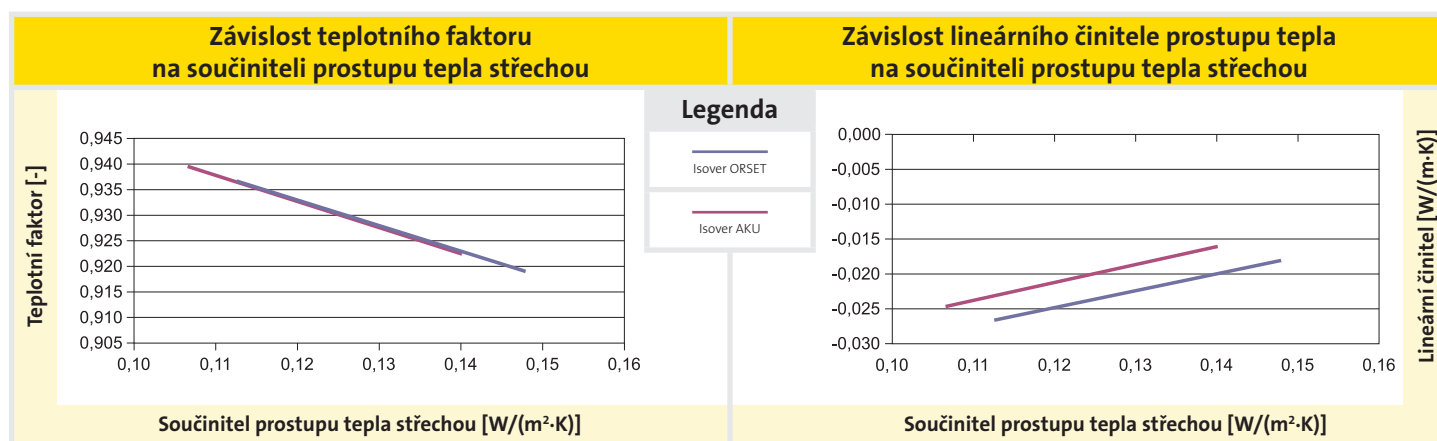 Závislost teplotního faktoru
na součiniteli prostupu tepla střechou
Závislost lineárního činitele prostupu tepla
na součiniteli prostupu tepla střechou
Teplotní faktor [-]
0,945
0,940
0,935
0,930
0,925
0,920
0,915
0,910
0,905
0,10 0,11 0,12 0,13 0,14 0,15 0,16
Součinitel prostupu tepla střechou [W/(m²·K)]
Legenda
Isover ORSET
Isover AKU
0,000
-0,005
-0,010
-0,015
-0,020
-0,025
-0,030
0,10 0,11 0,12 0,13 0,14 0,15 0,16
Lineární činitel [W/(m·K)]
Součinitel prostupu tepla střechou [W/(m²·K)]